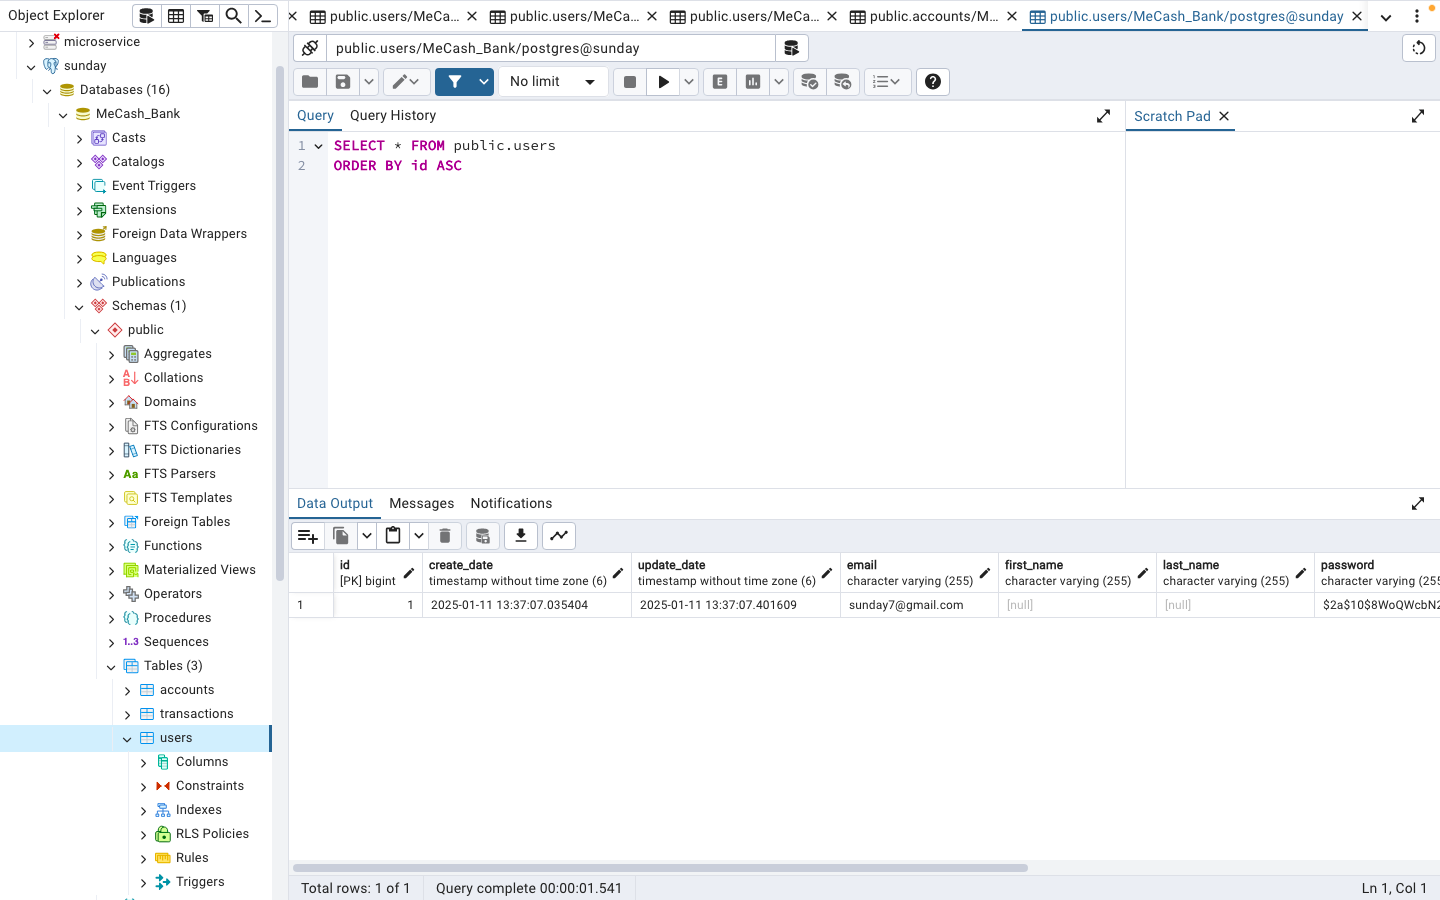 Object Explorer
microservice
sunday
Databases (16)
MeCash_Bank
Casts
Catalogs
Event Triggers
Extensions
Foreign Data Wrappers
Languages
Publications
Schemas (1)
public
Aggregates
Collations
Domains
FTS Configurations
FTS Dictionaries
Aa FTS Parsers
FTS Templates
Foreign Tables
Functions
Materialized Views
Operators
Procedures
1..3 Sequences
Tables (3)
accounts
transactions
users
Columns
Constraints
Indexes
RLS Policies
Rules
Triggers
public.users/MeCa... public.users/MeCa... public.users/MeCa... public.accounts/M... public.users/MeCash_Bank/postgres@sunday
public.users/MeCash_Bank/postgres@sunday
No limit
E
Query Query History
Scratch Pad
1 SELECT * FROM public.users
2 ORDER BY id ASC
Data Output Messages Notifications
id create_date update_date email first_name last_name password
[PK] bigint timestamp without time zone (6) timestamp without time zone (6) character varying (255) character varying (255) character varying (255) character varying (255
1 1 2025-01-11 13:37:07.035404 2025-01-11 13:37:07.401609 sunday7@gmail.com [null] [null] $2a$10$8WoQWcbN2
Total rows: 1 of 1 Query complete 00:00:01.541 Ln 1, Col 1